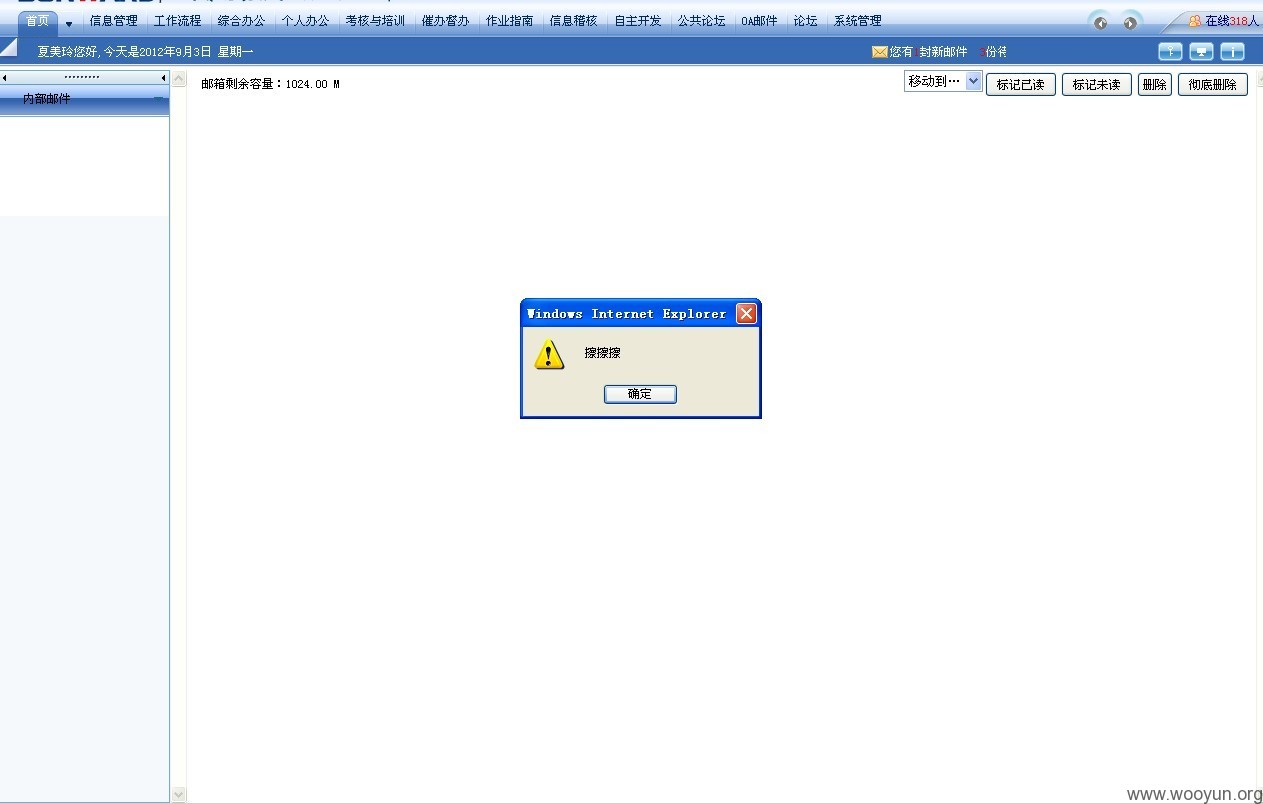 首页 信息管理 工作流程 综合办公 个人办公 考核与培训 催办督办 作业指南 信息稽核 自主开发 公共论坛 OA邮件 论坛 系统管理 在线318人
夏美玲您好,今天是2012年9月3日 星期一 您有 封新邮件 份待
内部邮件
邮箱剩余容量：1024.00 M 移动到… 标记已读 标记未读 删除 彻底删除
Windows Internet Explorer
擦擦擦
确定
www.wooyun.org